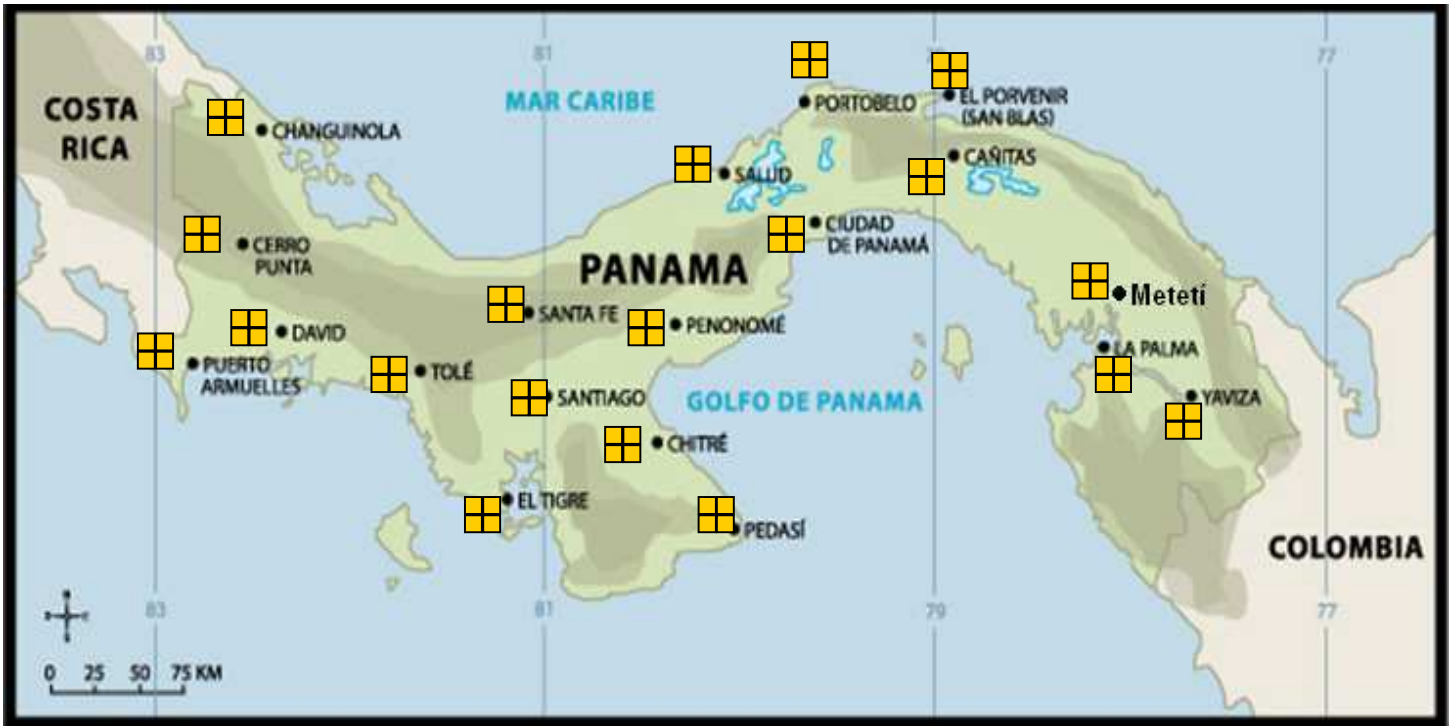 83
81
79
77
COSTA
RICA
MAR CARIBE
PORTOBELO
EL PORVENIR
(SAN BLAS)
CHANGUINOLA
CAÑITAS
SALUD
CERRO
PUNTA
CIUDAD
DE PANAMÁ
PANAMA
Metetí
SANTA FE
PENONOMÉ
DAVID
LA PALMA
PUERTO
ARMUELLES
TOLÉ
SANTIAGO
GOLFO DE PANAMA
YAVIZA
CHITRÉ
EL TIGRE
PEDASÍ
COLOMBIA
83
81
79
77
0 25 50 75 KM